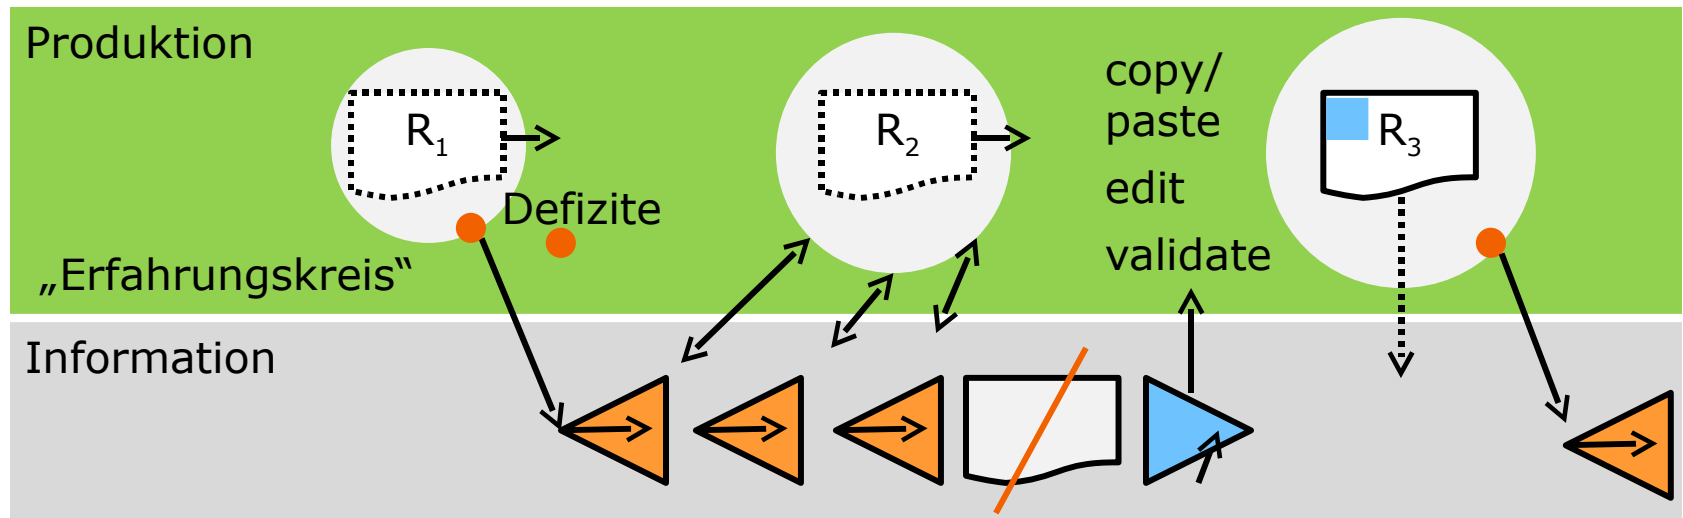 Produktion
R1
R2
copy/
paste
R3
edit
Defizite
validate
„Erfahrungskreis“
Information